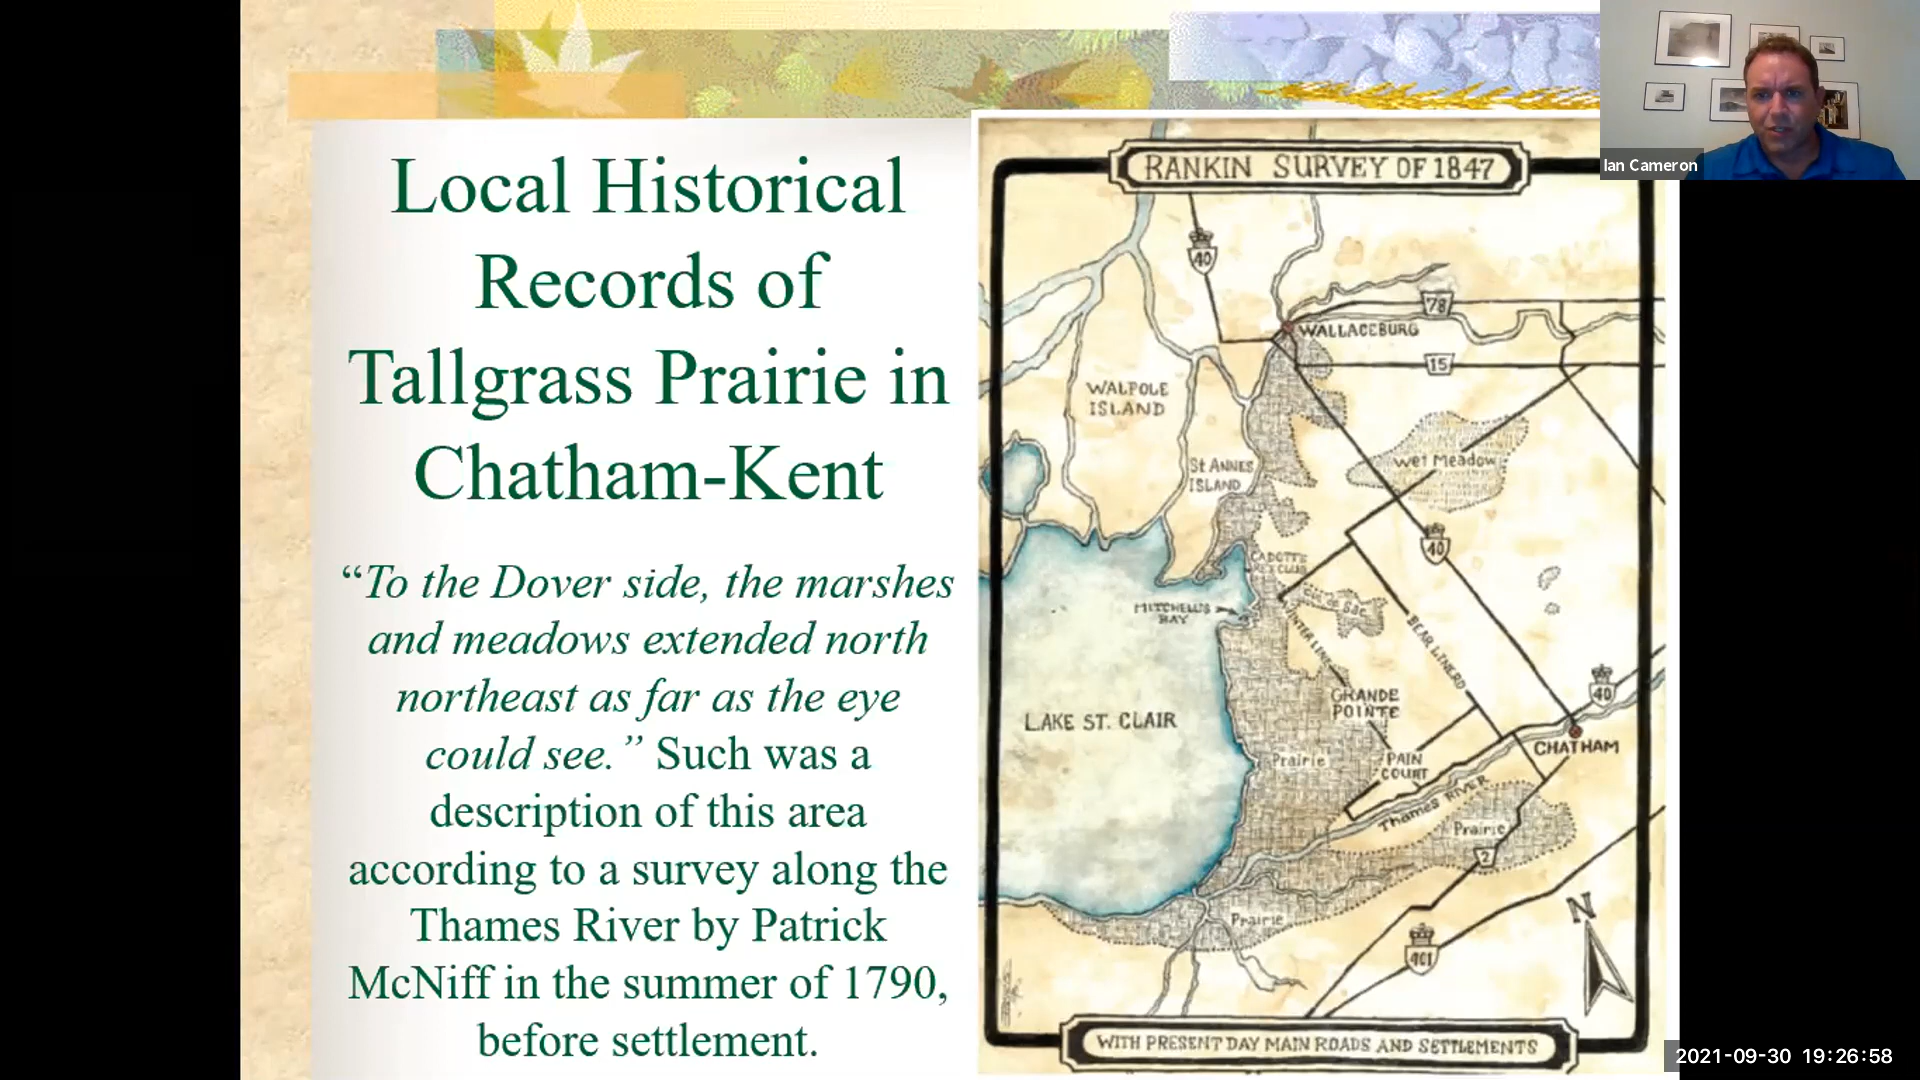 Local Historical
Records of
Tallgrass Prairie in
Chatham-Kent
“To the Dover side, the marshes
and meadows extended north
northeast as far as the eye
could see.” Such was a
description of this area
according to a survey along the
Thames River by Patrick
McNiff in the summer of 1790,
before settlement.
RANKIN SURVEY OF 1847
40
78
WALLACEBURG
15
WALPOLE
ISLAND
St ANNES
ISLAND
Wet Meadow
40
MITCHELLS
BAY
BEAR LINE RD
GRANDE
POINTE
40
LAKE ST. CLAIR
CHATHAM
Prairie
PAIN
COURT
THAMES RIVER
Prairie
2
Prairie
N
401
WITH PRESENT DAY MAIN ROADS AND SETTLEMENTS
Ian Cameron
2021-09-30 19:26:58